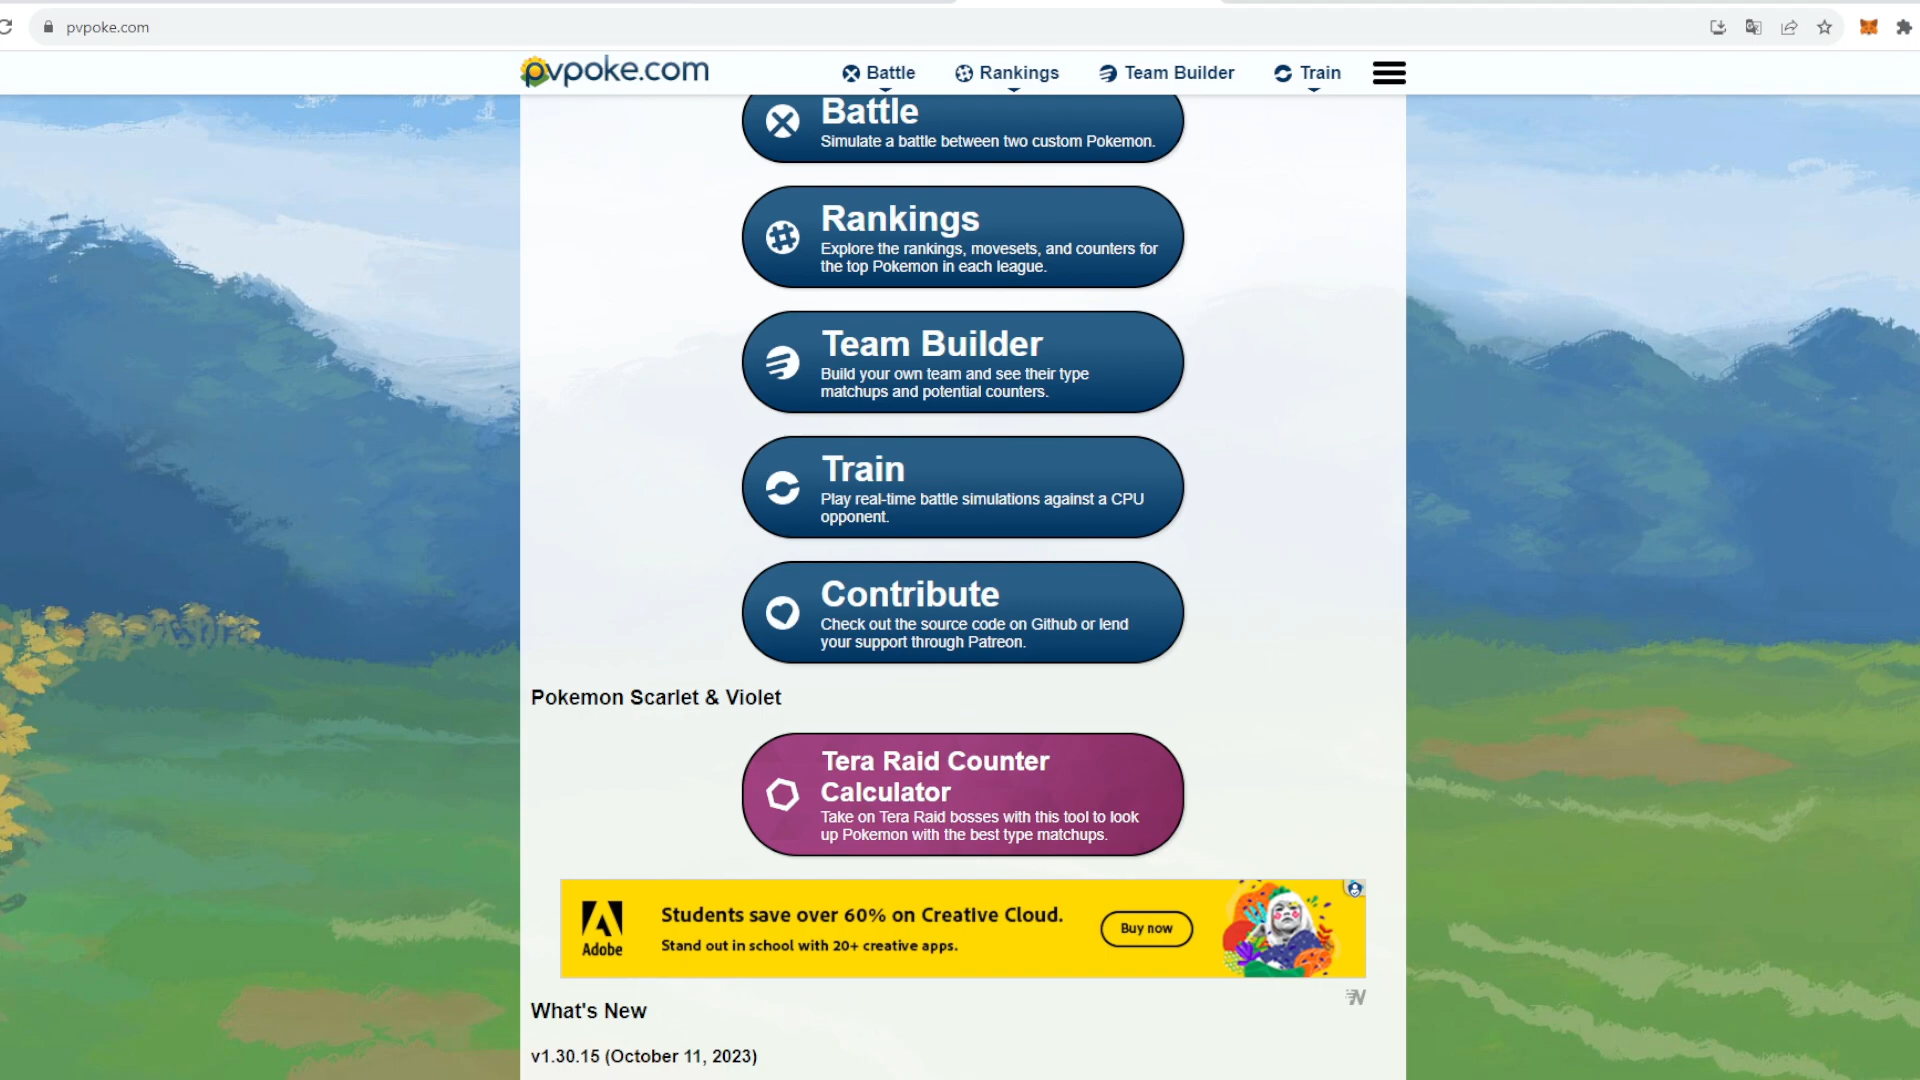 pvpoke.com
pvpoke.com
Battle
Rankings
Team Builder
Train
Battle
Simulate a battle between two custom Pokemon.
Rankings
Explore the rankings, movesets, and counters for
the top Pokemon in each league.
Team Builder
Build your own team and see their type
matchups and potential counters.
Train
Play real-time battle simulations against a CPU
opponent.
Contribute
Check out the source code on Github or lend
your support through Patreon.
Pokemon Scarlet & Violet
Tera Raid Counter
Calculator
Take on Tera Raid bosses with this tool to look
up Pokemon with the best type matchups.
Adobe
Students save over 60% on Creative Cloud.
Stand out in school with 20+ creative apps.
Buy now
What's New
v1.30.15 (October 11, 2023)